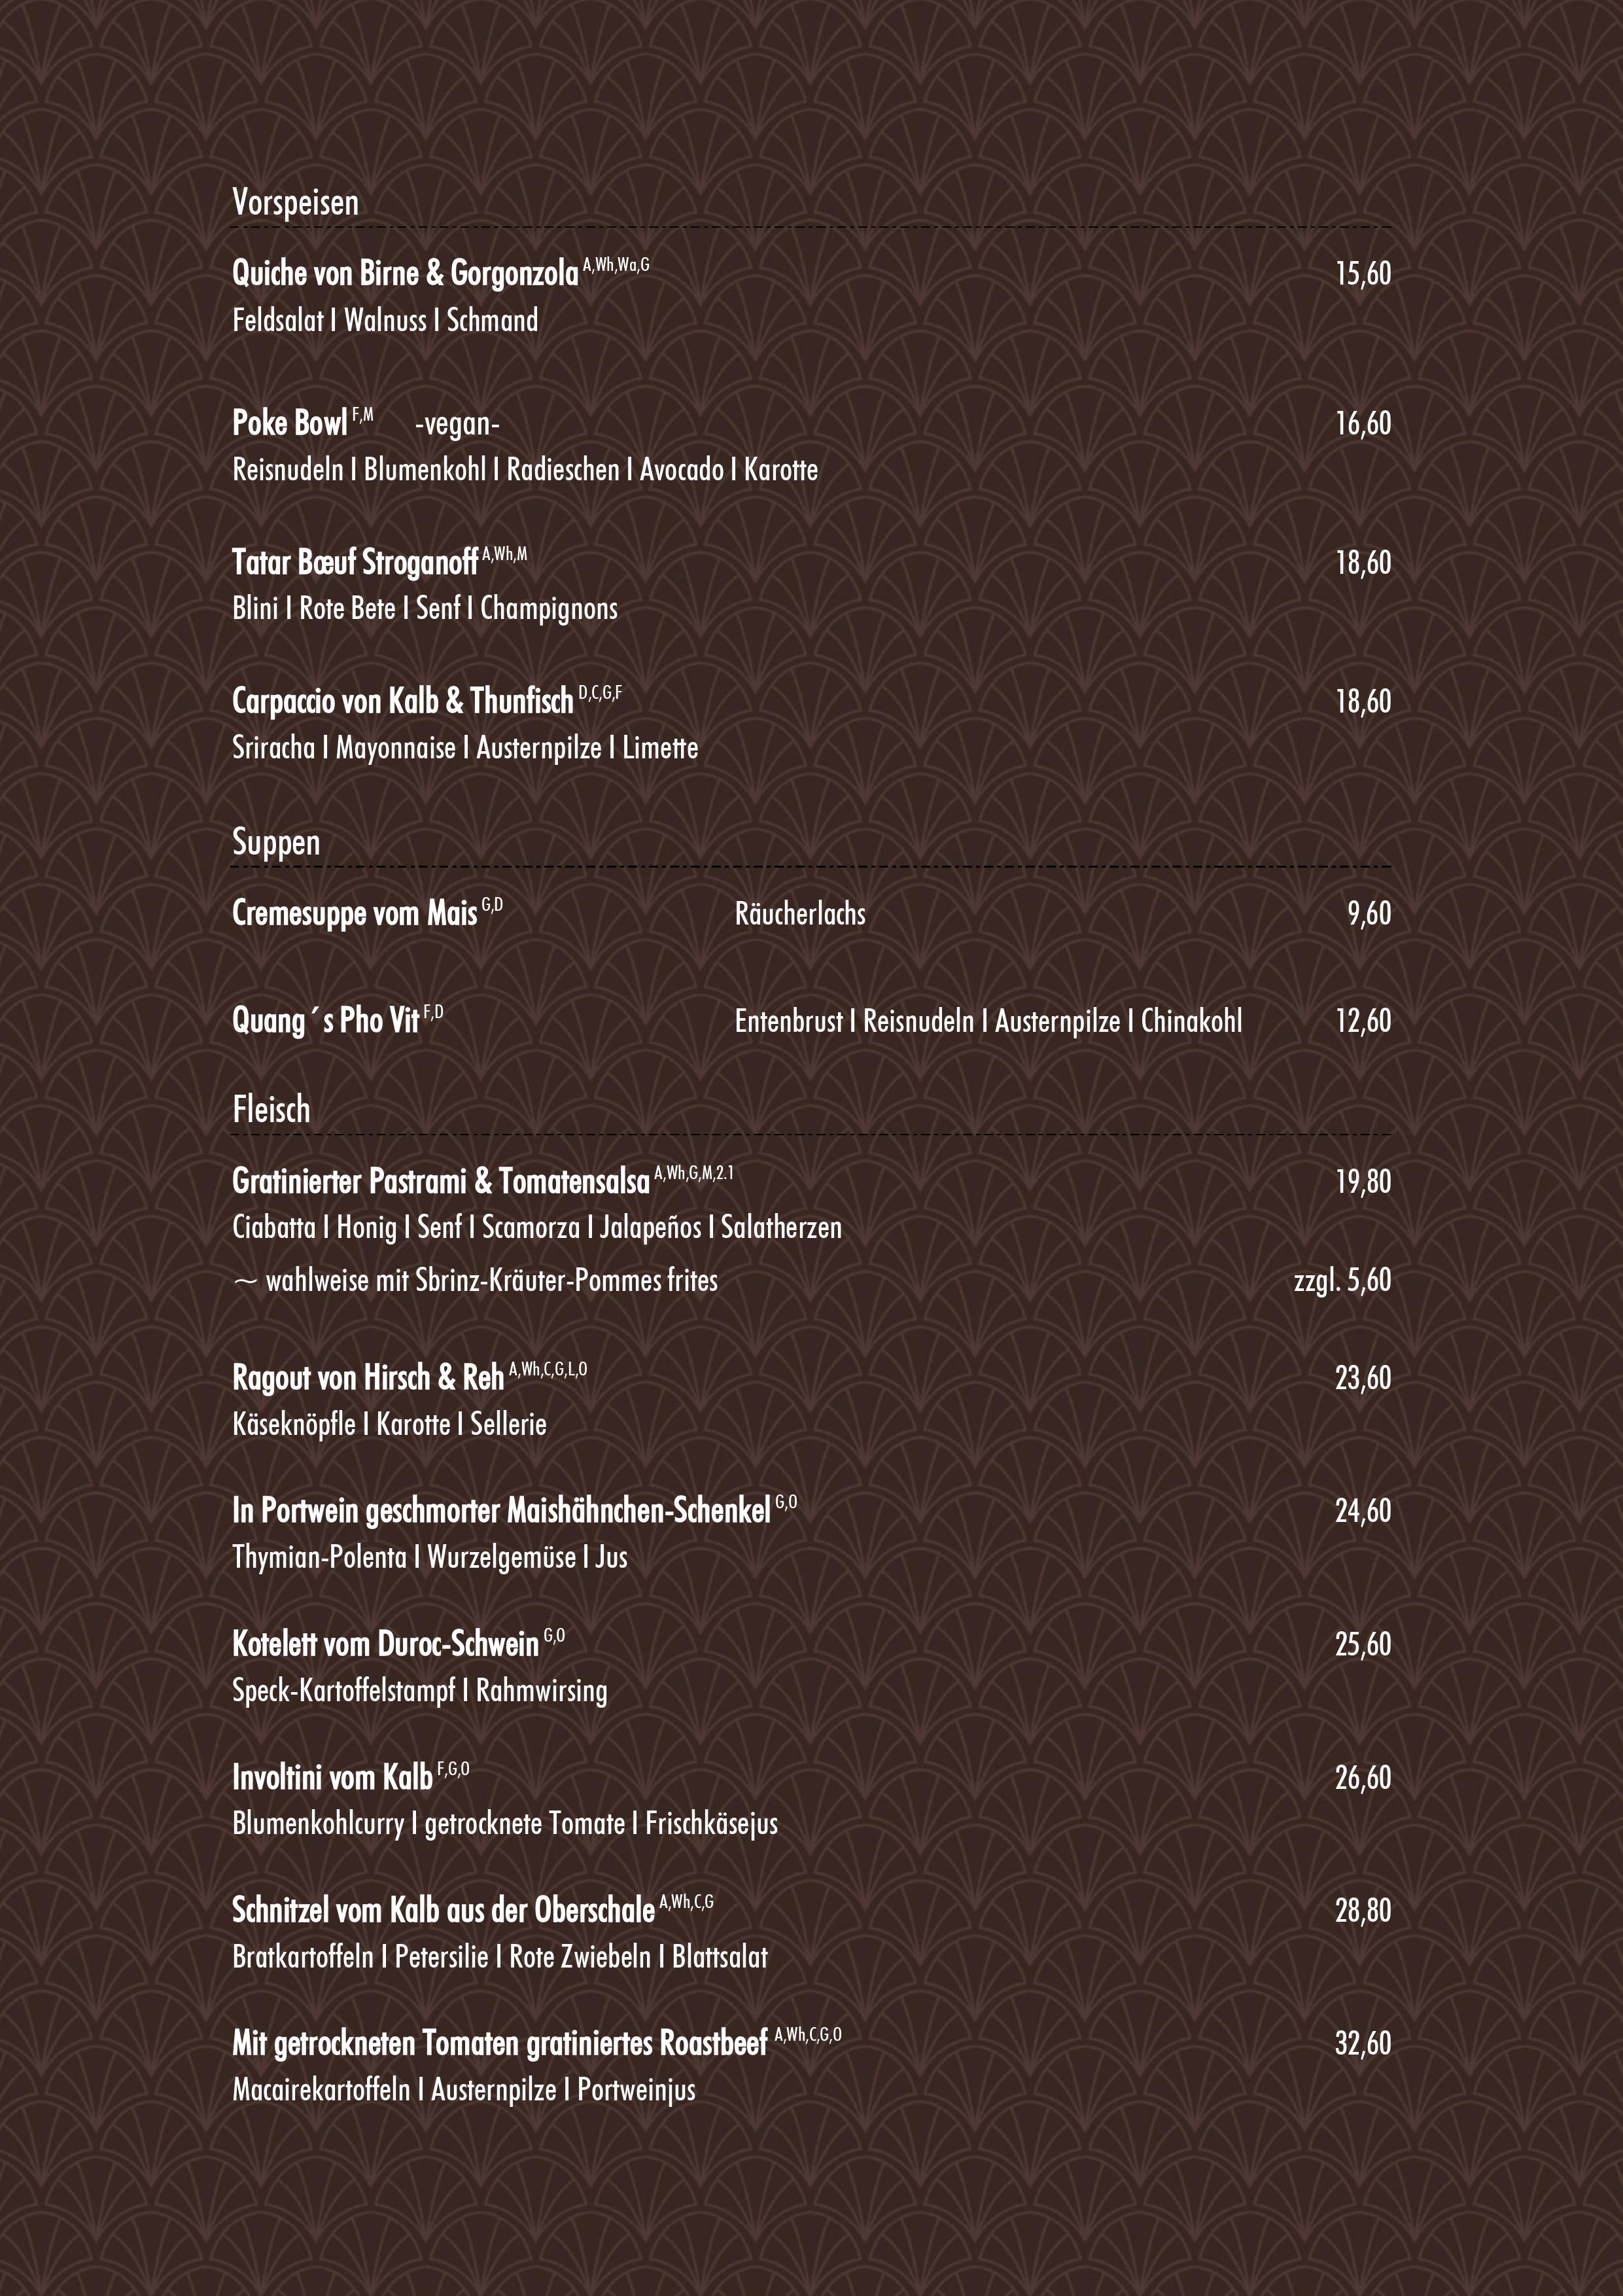 Vorspeisen
Quiche von Birne & Gorgonzola A,Wh,Wa,G 15,60
Feldsalat I Walnuss I Schmand
Poke Bowl F,M -vegan- 16,60
Reisnudeln I Blumenkohl I Radieschen I Avocado I Karotte
Tatar Bœuf Stroganoff A,Wh,M 18,60
Blini I Rote Bete I Senf I Champignons
Carpaccio von Kalb & Thunfisch D,C,G,F 18,60
Sriracha I Mayonnaise I Austernpilze I Limette
Suppen
Cremesuppe vom Mais G,D Räucherlachs 9,60
Quang´s Pho Vit F,D Entenbrust I Reisnudeln I Austernpilze I Chinakohl 12,60
Fleisch
Gratinierter Pastrami & Tomatensalsa A,Wh,G,M,2.1 19,80
Ciabatta I Honig I Senf I Scamorza I Jalapeños I Salatherzen
~ wahlweise mit Sbrinz-Kräuter-Pommes frites zzgl. 5,60
Ragout von Hirsch & Reh A,Wh,C,G,L,O 23,60
Käseknöpfle I Karotte I Sellerie
In Portwein geschmorter Maishähnchen-Schenkel G,O 24,60
Thymian-Polenta I Wurzelgemüse I Jus
Kotelett vom Duroc-Schwein G,O 25,60
Speck-Kartoffelstampf I Rahmwirsing
Involtini vom Kalb F,G,O 26,60
Blumenkohlcurry I getrocknete Tomate I Frischkäsejus
Schnitzel vom Kalb aus der Oberschale A,Wh,C,G 28,80
Bratkartoffeln I Petersilie I Rote Zwiebeln I Blattsalat
Mit getrockneten Tomaten gratiniertes Roastbeef A,Wh,C,G,O 32,60
Macairekartoffeln I Austernpilze I Portweinjus